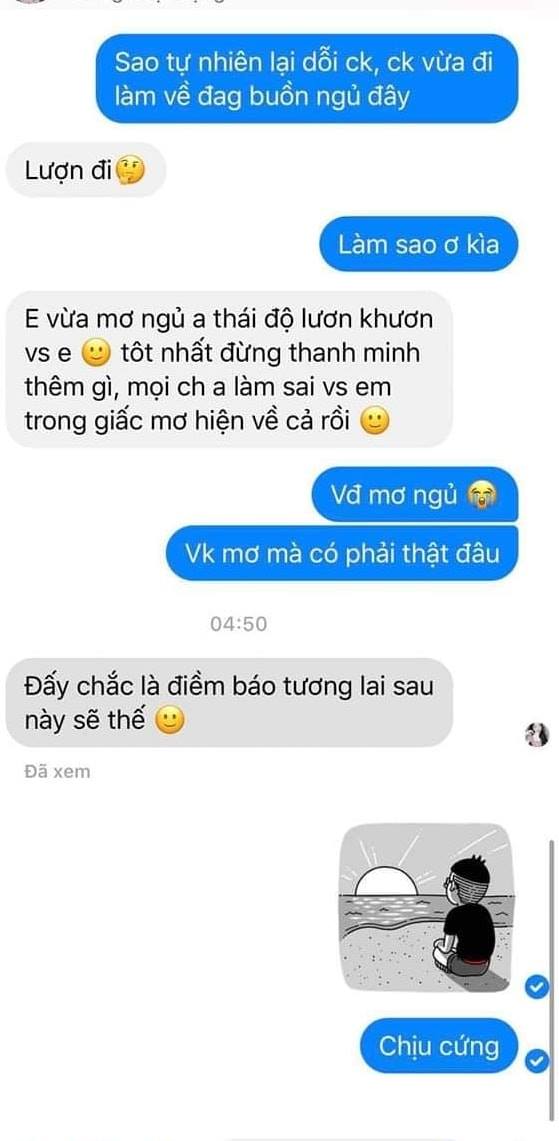 Sao tự nhiên lại dỗi ck, ck vừa đi
làm về đag buồn ngủ đây
Lượn đi🤔
Làm sao ơ kìa
E vừa mơ ngủ a thái độ lươn khươn
vs e 🙂 tôt nhất đừng thanh minh
thêm gì, mọi ch a làm sai vs em
trong giấc mơ hiện về cả rồi 🙂
Vđ mơ ngủ 😭
Vk mơ mà có phải thật đâu
04:50
Đấy chắc là điềm báo tương lai sau
này sẽ thế 🙂
Đã xem
Chịu cứng